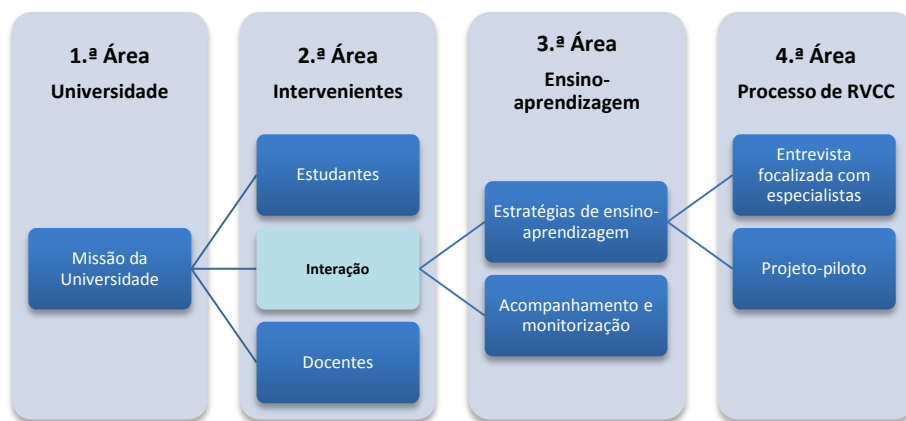 1.ª Área
Universidade
Missão da
Universidade
2.ª Área
Intervenientes
Estudantes
Interação
Docentes
3.ª Área
Ensino-
aprendizagem
Estratégias de ensino-
aprendizagem
Acompanhamento e
monitorização
4.ª Área
Processo de RVCC
Entrevista
focalizada com
especialistas
Projeto-piloto